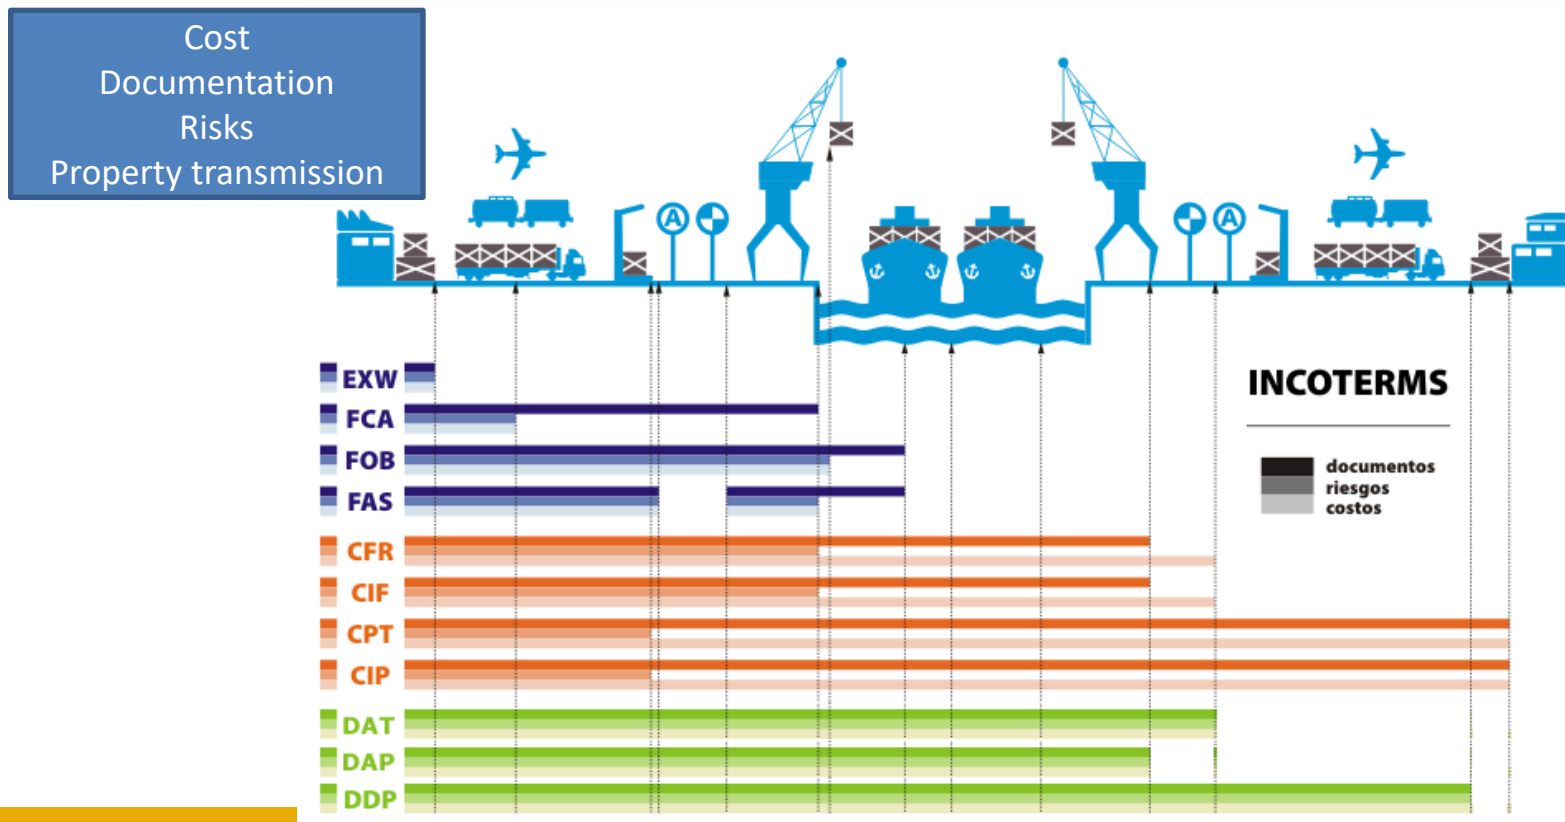 Cost
Documentation
Risks
Property transmission
A
A
EXW
FCA
FOB
FAS
CFR
CIF
CPT
CIP
DAT
DAP
DDP
INCOTERMS
documentos
riesgos
costos